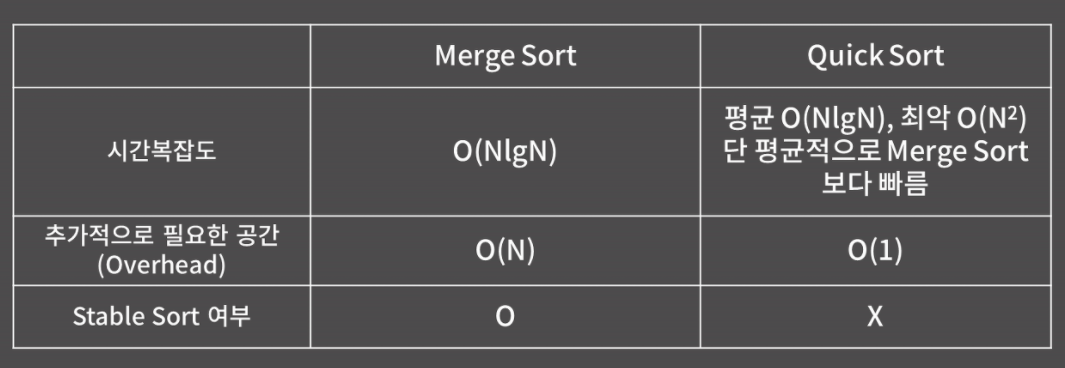 Merge Sort
Quick Sort
시간복잡도
O(NlgN)
평균 O(NlgN), 최악 O(N²)
단 평균적으로 Merge Sort
보다 빠름
추가적으로 필요한 공간
(Overhead)
O(N)
O(1)
Stable Sort 여부
O
X